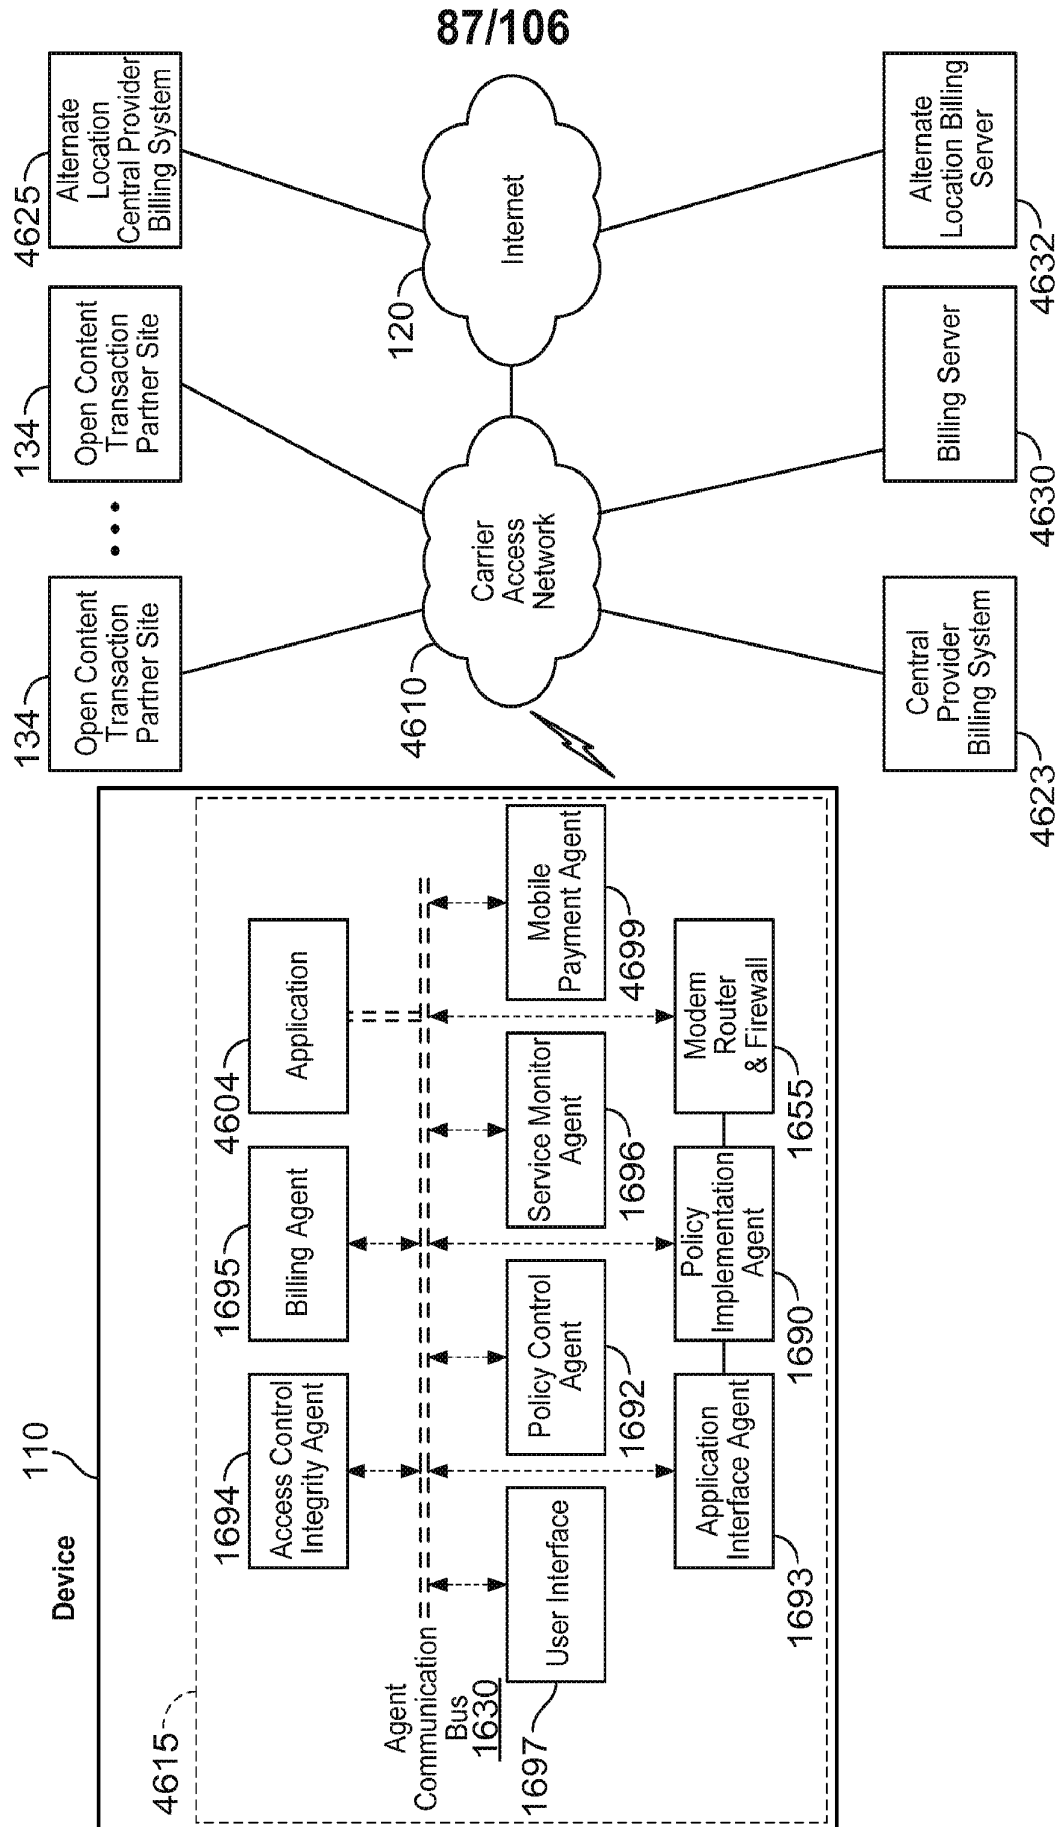 87/106
Device
110
4615
1694
Access Control
Integrity Agent
1695
Billing Agent
4604
Application
Agent
Communication
Bus
1630
User Interface
1697
Policy Control
Agent
1692
Service Monitor
Agent
1696
Mobile
Payment Agent
4699
Application
Interface Agent
1693
Policy
Implementation
Agent
1690
Modem
Router
& Firewall
1655
134
Open Content
Transaction
Partner Site
134
Open Content
Transaction
Partner Site
4625
Alternate
Location
Central Provider
Billing System
4610
Carrier
Access
Network
120
Internet
Central
Provider
Billing System
4623
Billing Server
4630
Alternate
Location Billing
Server
4632